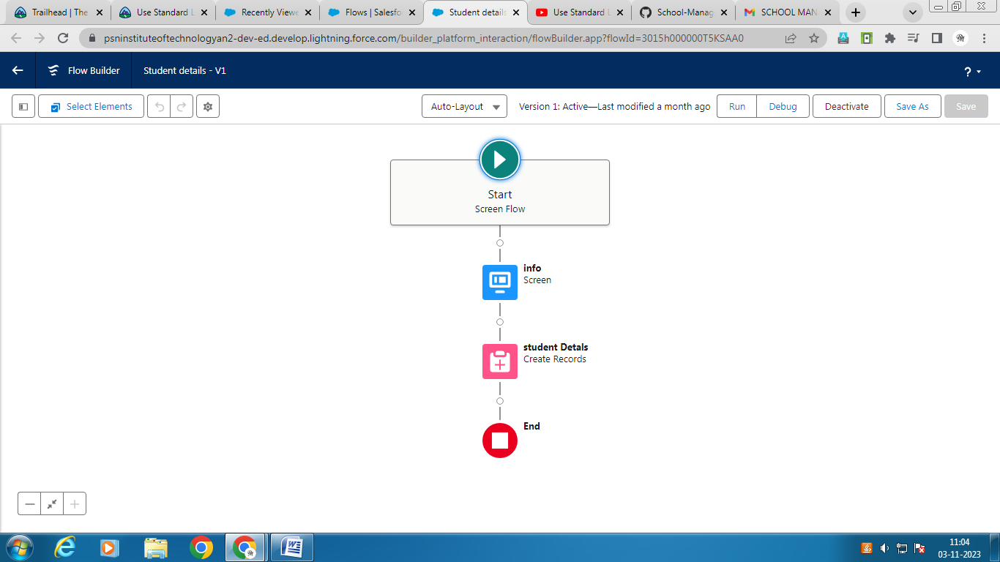 Trailhead | The
Use Standard L
Recently Viewe
Flows | Salesfo
Student details
Use Standard L
School-Manag
SCHOOL MAN
psninstituteoftechnologyan2-dev-ed.develop.lightning.force.com/builder_platform_interaction/flowBuilder.app?flowId=3015h000000T5KSAA0
Flow Builder
Student details - V1
?
Select Elements
Auto-Layout
Version 1: Active—Last modified a month ago
Run
Debug
Deactivate
Save As
Save
Start
Screen Flow
info
Screen
student Detals
Create Records
End
11:04
03-11-2023